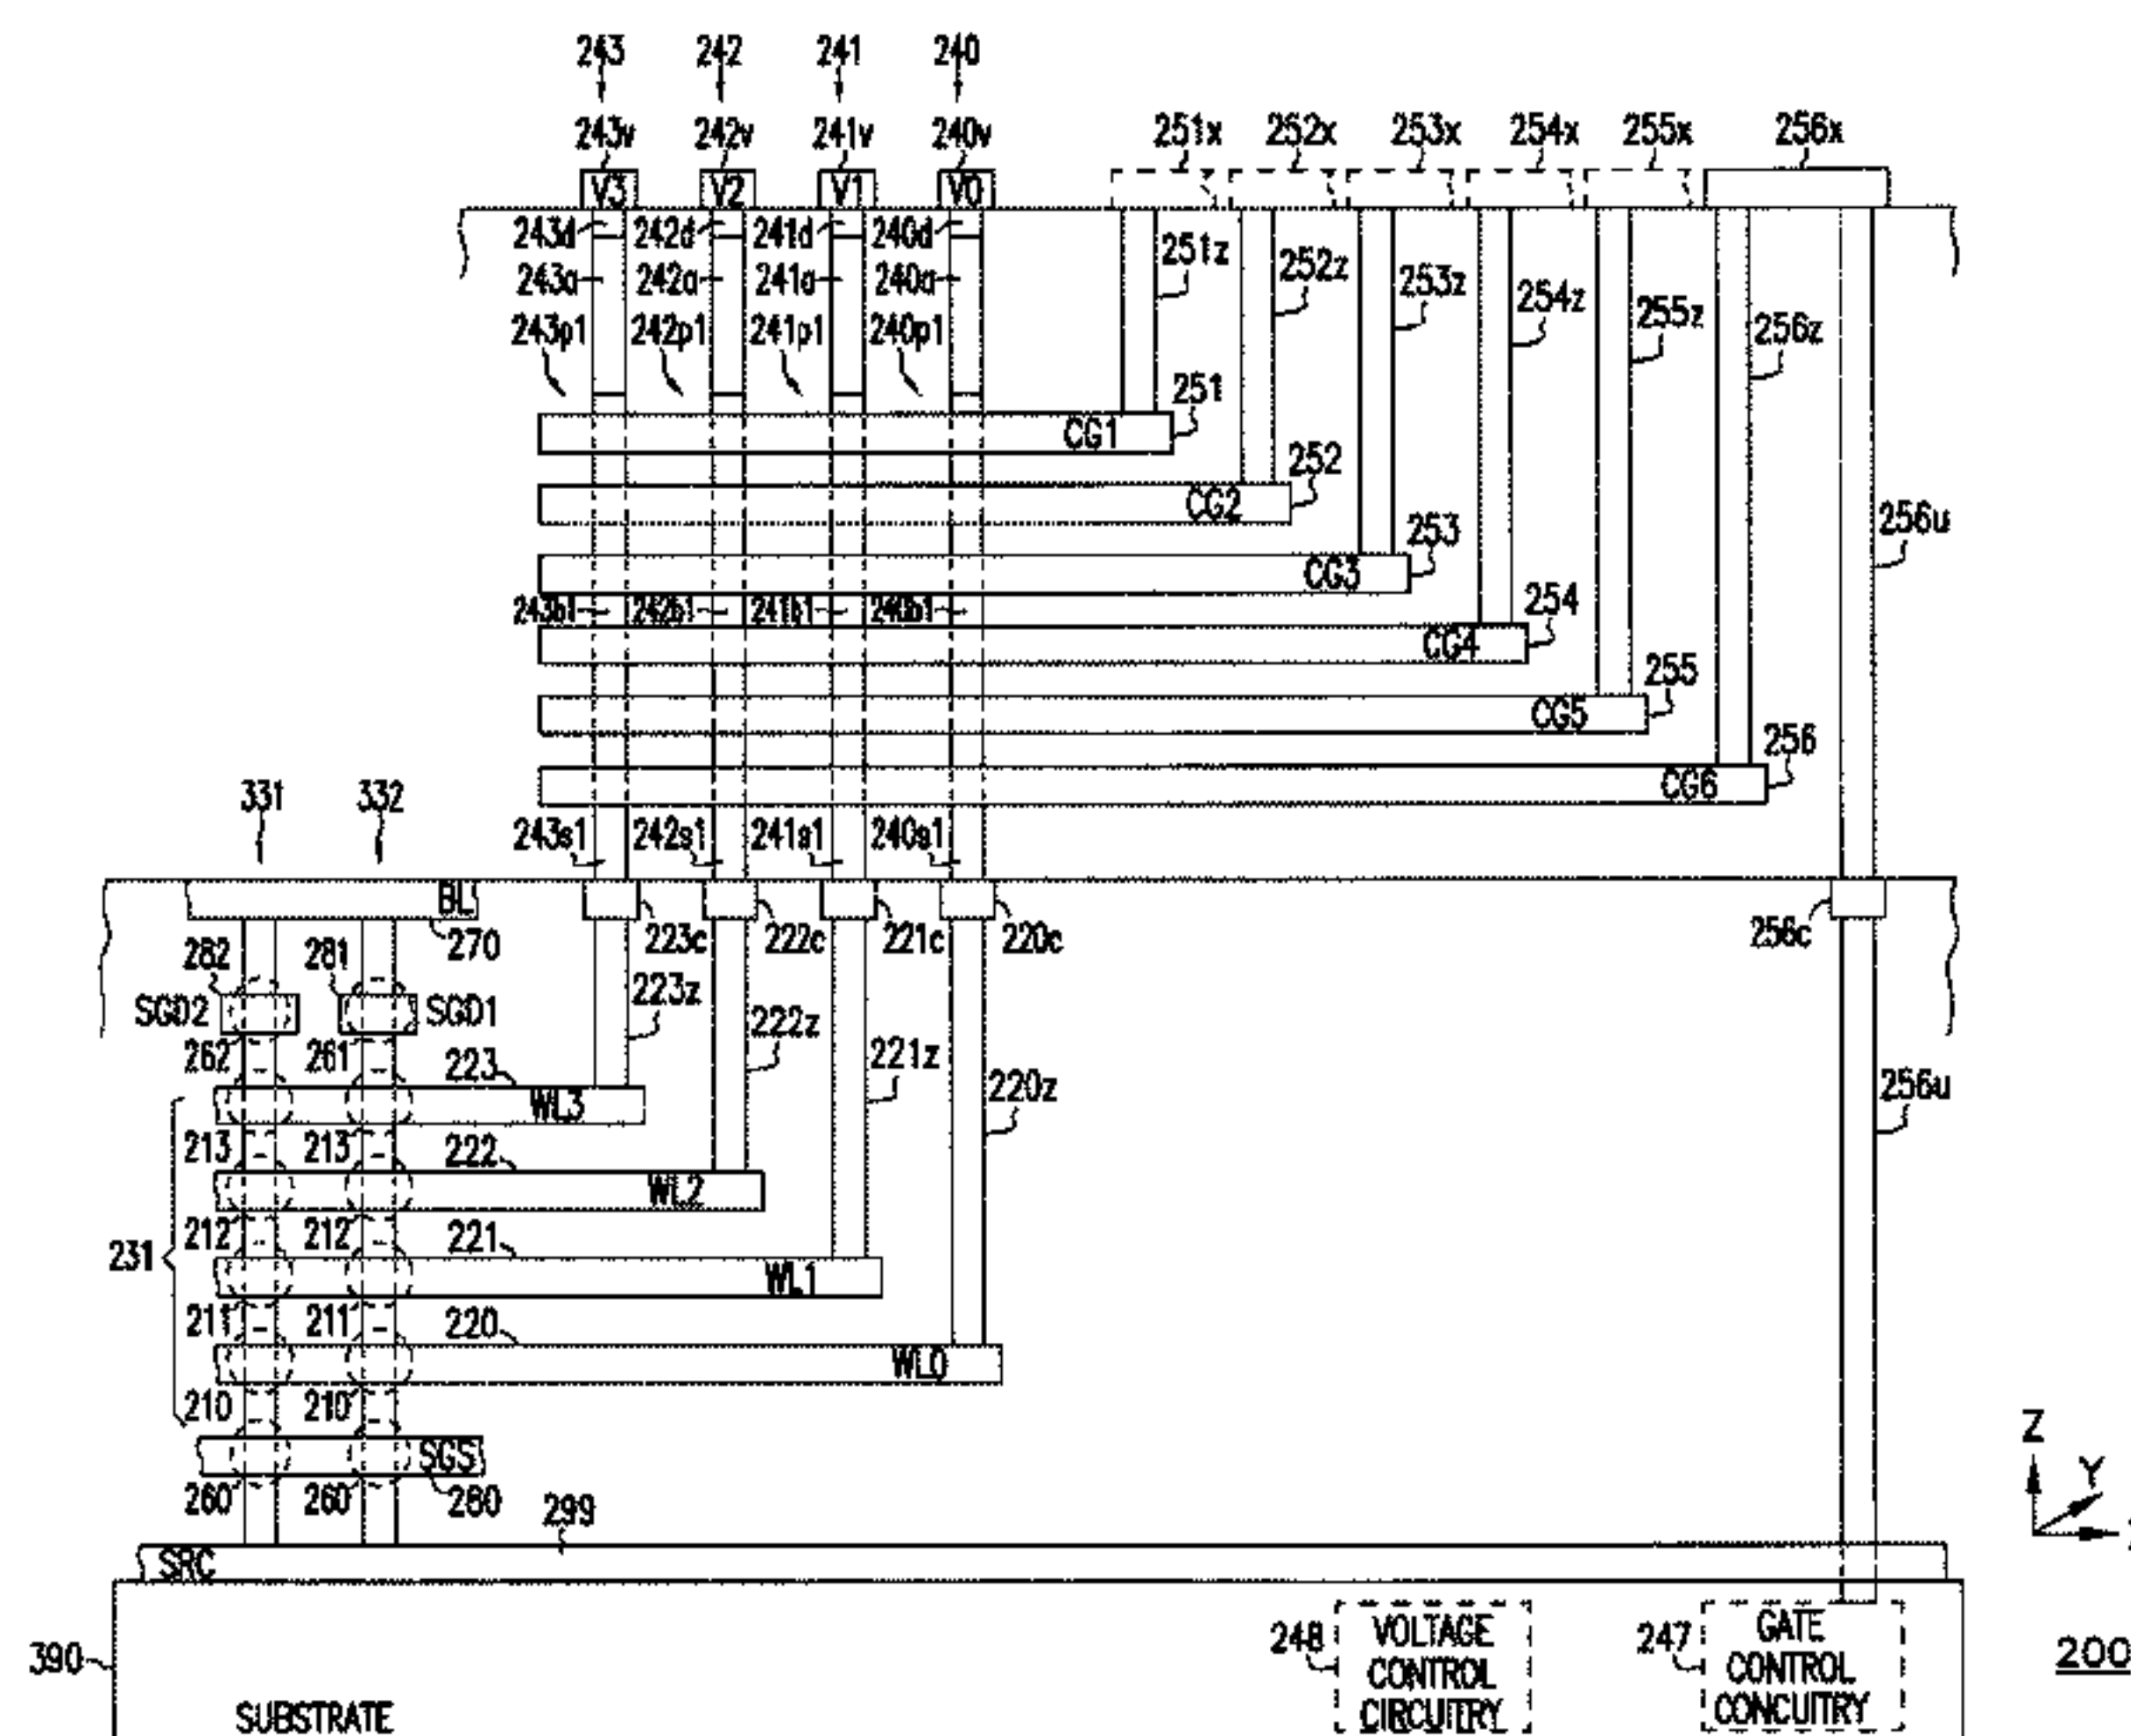 243 242 241 240
243v 242v 241v 240v 251x 252x 253x 254x 255x 256x
V3 V2 V1 V0
243d 242d 241d 240d
251z 252z 253z 254z 255z 256z
243a 242a 241a 240a
243p1 242p1 241p1 240p1
251
CG1
252
CG2
256u
253
CG3
243b1 242b1 241b1 240b1
254
CG4
255
CG5
256
CG6
331 332
243s1 242s1 241s1 240s1
BL
270 223c 222c 221c 220c 256c
282 281
223z
SGD2 SGD1
222z
262 261
221z
223
220z 256u
WL3
213 213 222
WL2
212 212 221
231
WL1
211 211 220
WL0
210 210
SGS
260 260 280
299
SRC
Z
Y
248 VOLTAGE CONTROL CIRCUITRY
247 GATE CONTROL CONCUITRY
390
200
SUBSTRATE